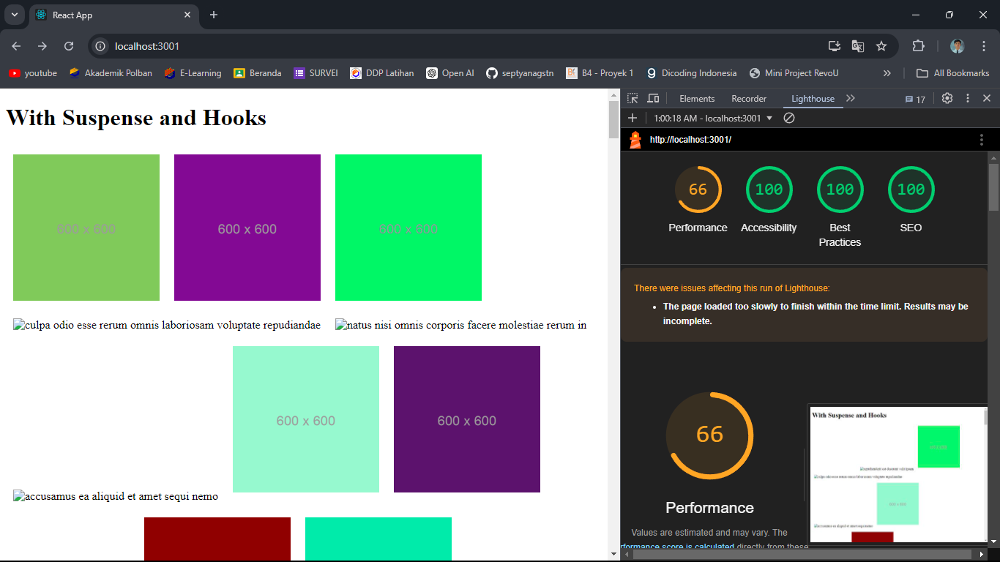 React App
localhost:3001
youtube
Akademik Polban
E-Learning
Beranda
SURVEI
DDP Latihan
Open AI
septyanagstn
B4 - Proyek 1
Dicoding Indonesia
Mini Project RevoU
All Bookmarks
With Suspense and Hooks
600 x 600
600 x 600
600 x 600
culpa odio esse rerum omnis laboriosam voluptate repudiandae
natus nisi omnis corporis facere molestiae rerum in
600 x 600
600 x 600
accusamus ea aliquid et amet sequi nemo
Elements
Recorder
Lighthouse
17
1:00:18 AM - localhost:3001
http://localhost:3001/
66
100
100
100
Performance
Accessibility
Best
Practices
SEO
There were issues affecting this run of Lighthouse:
The page loaded too slowly to finish within the time limit. Results may be
incomplete.
66
Performance
Values are estimated and may vary. The
rformance score is calculated directly from these
With Suspense and Hooks